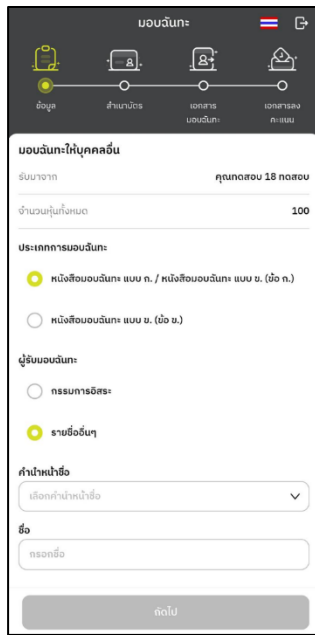 มอบฉันทะ
ข้อมูล
สำเนาบัตร
เอกสาร
มอบฉันทะ
เอกสารลง
คะแนน
มอบฉันทะให้บุคคลอื่น
รับมาจาก คุณทดสอบ 18 ทดสอบ
จำนวนหุ้นทั้งหมด 100
ประเภทการมอบฉันทะ
หนังสือมอบฉันทะ แบบ ก. / หนังสือมอบฉันทะ แบบ ข. (ข้อ ก.)
หนังสือมอบฉันทะ แบบ ข. (ข้อ ข.)
ผู้รับมอบฉันทะ
กรรมการอิสระ
รายชื่ออื่นๆ
คำนำหน้าชื่อ
เลือกคำนำหน้าชื่อ
ชื่อ
กรอกชื่อ
ถัดไป